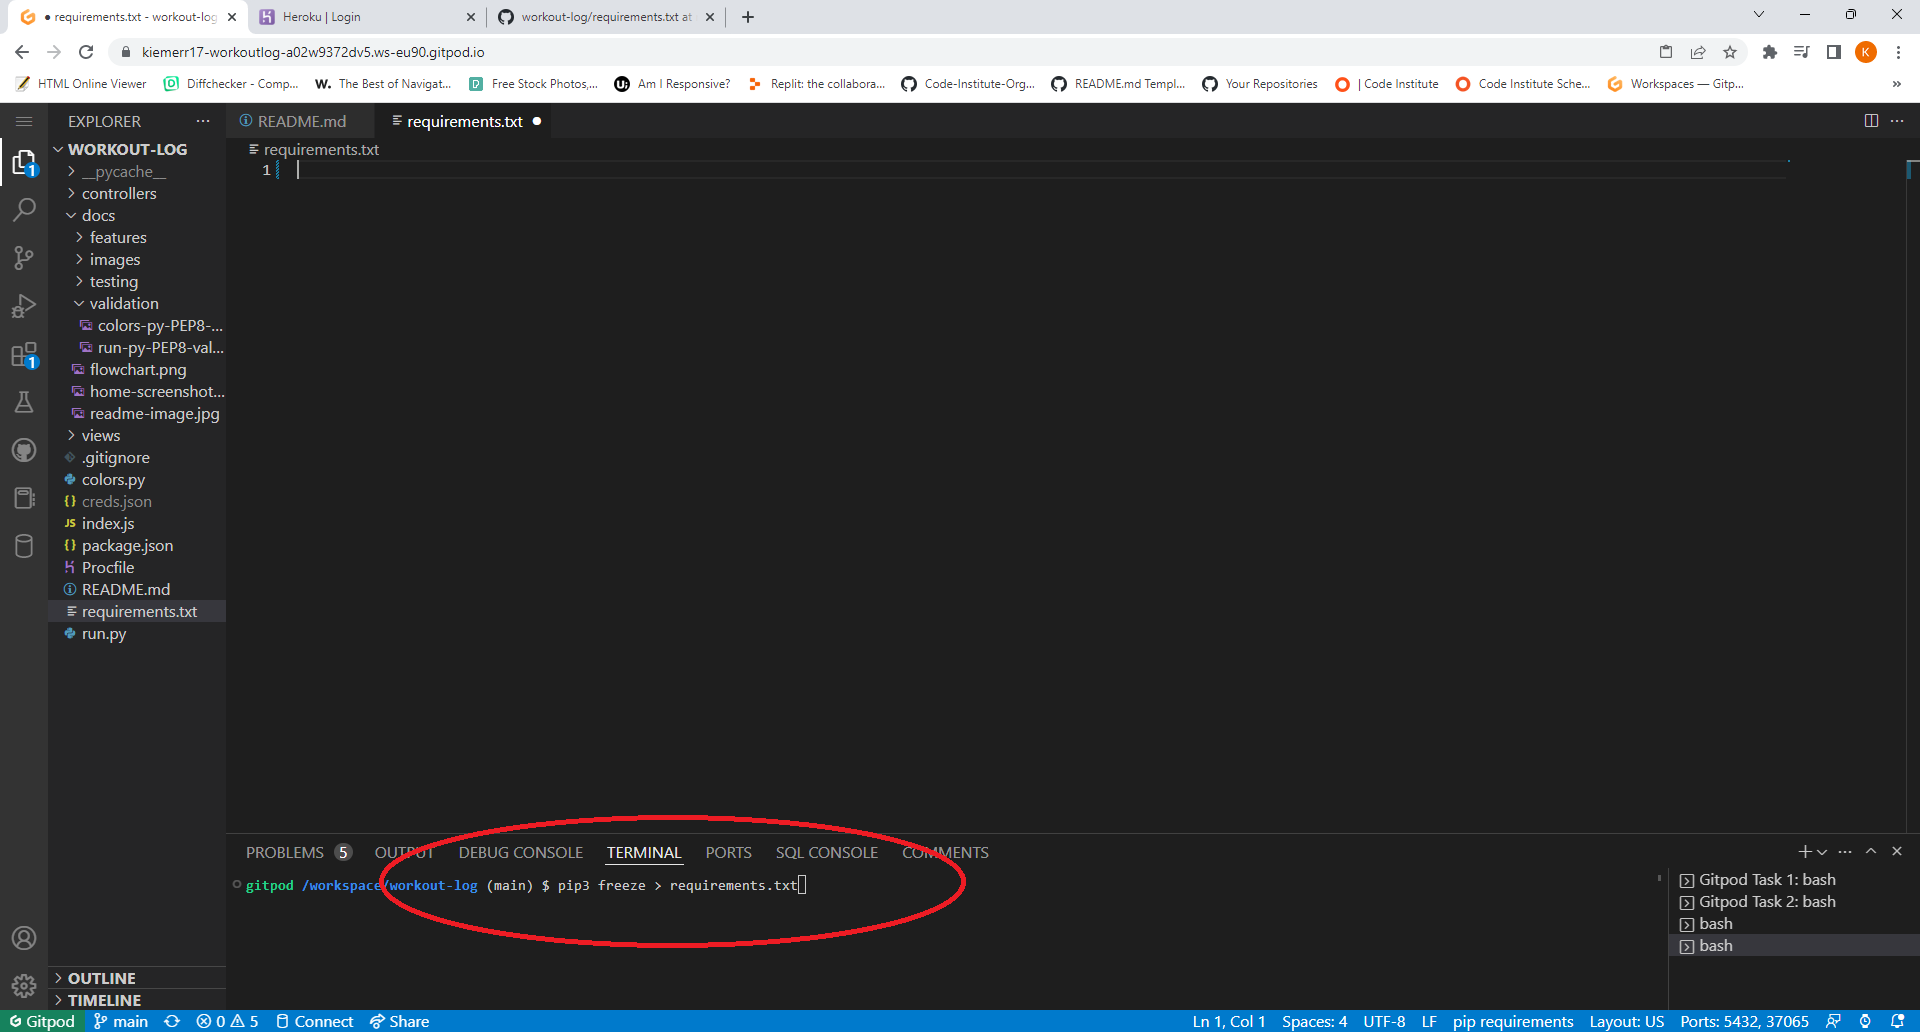 ● requirements.txt - workout-log
Heroku | Login
workout-log/requirements.txt at
kiemerr17-workoutlog-a02w9372dv5.ws-eu90.gitpod.io
K
HTML Online Viewer
Diffchecker - Comp...
W. The Best of Navigat...
Free Stock Photos,...
Am I Responsive?
Replit: the collabora...
Code-Institute-Org...
README.md Templ...
Your Repositories
| Code Institute
Code Institute Sche...
Workspaces — Gitp...
»
EXPLORER
WORKOUT-LOG
__pycache__
controllers
docs
features
images
testing
validation
colors-py-PEP8-...
run-py-PEP8-val...
flowchart.png
home-screenshot...
readme-image.jpg
views
.gitignore
colors.py
{} creds.json
JS index.js
{} package.json
Procfile
README.md
requirements.txt
run.py
OUTLINE
TIMELINE
1
1
README.md
requirements.txt ●
requirements.txt
1
PROBLEMS 5 OUTPUT DEBUG CONSOLE TERMINAL PORTS SQL CONSOLE COMMENTS
gitpod /workspace/workout-log (main) $ pip3 freeze > requirements.txt
Gitpod Task 1: bash
Gitpod Task 2: bash
bash
bash
Gitpod main 0 5 Connect Share Ln 1, Col 1 Spaces: 4 UTF-8 LF pip requirements Layout: US Ports: 5432, 37065